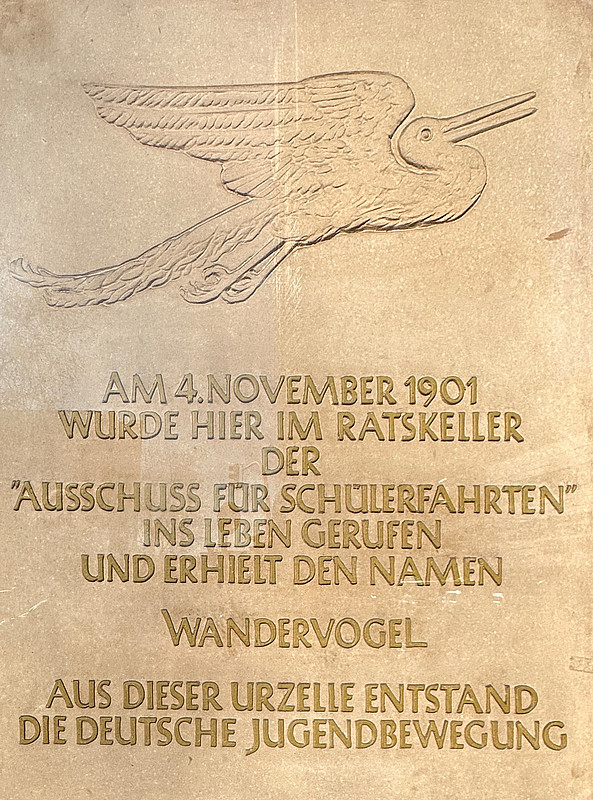 AM 4. NOVEMBER 1901
WURDE HIER IM RATSKELLER
DER
"AUSSCHUSS FÜR SCHÜLERFAHRTEN"
INS LEBEN GERUFEN
UND ERHIELT DEN NAMEN
WANDERVOGEL
AUS DIESER URZELLE ENTSTAND
DIE DEUTSCHE JUGENDBEWEGUNG